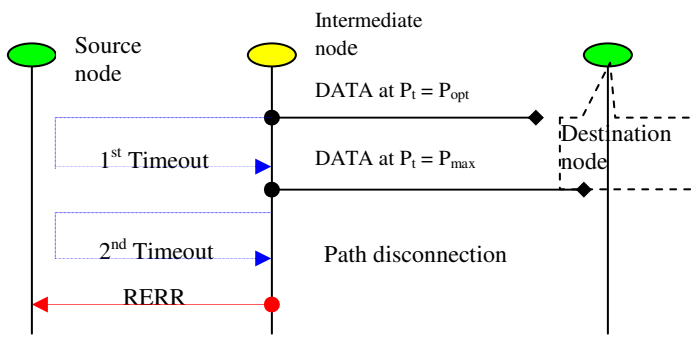 Source
node
Intermediate
node
DATA at Pt = Popt
Destination
node
1st Timeout
DATA at Pt = Pmax
2nd Timeout
Path disconnection
RERR